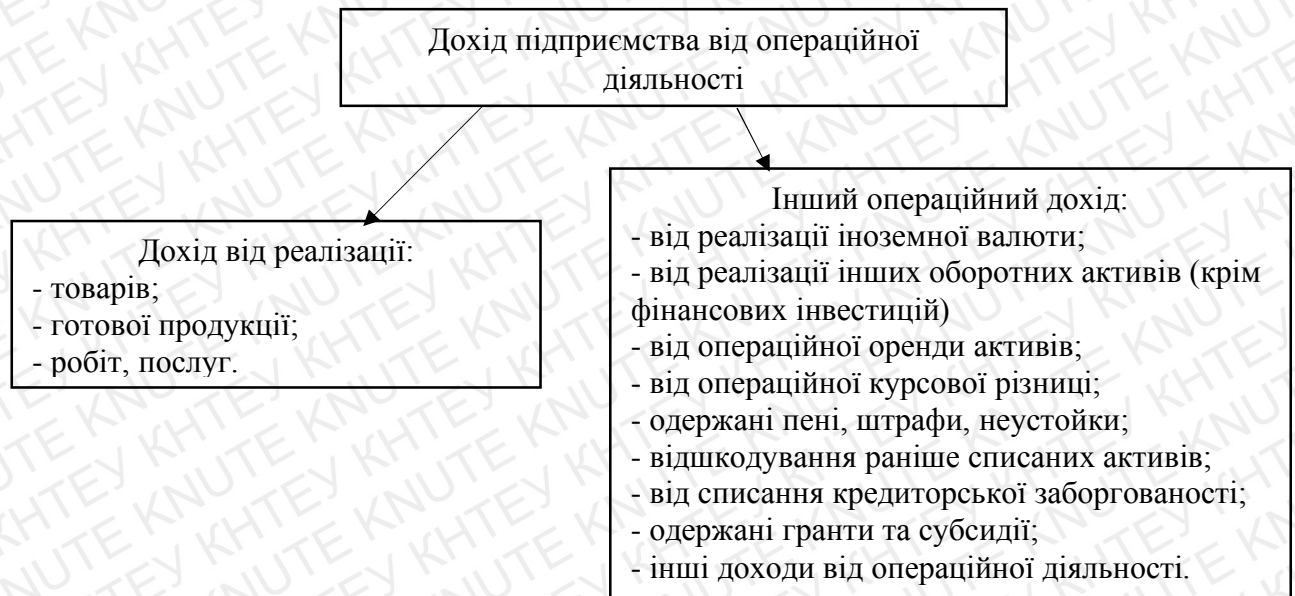 Дохід підприємства від операційної
діяльності
Дохід від реалізації:
- товарів;
- готової продукції;
- робіт, послуг.
Інший операційний дохід:
- від реалізації іноземної валюти;
- від реалізації інших оборотних активів (крім
фінансових інвестицій)
- від операційної оренди активів;
- від операційної курсової різниці;
- одержані пені, штрафи, неустойки;
- відшкодування раніше списаних активів;
- від списання кредиторської заборгованості;
- одержані гранти та субсидії;
- інші доходи від операційної діяльності.